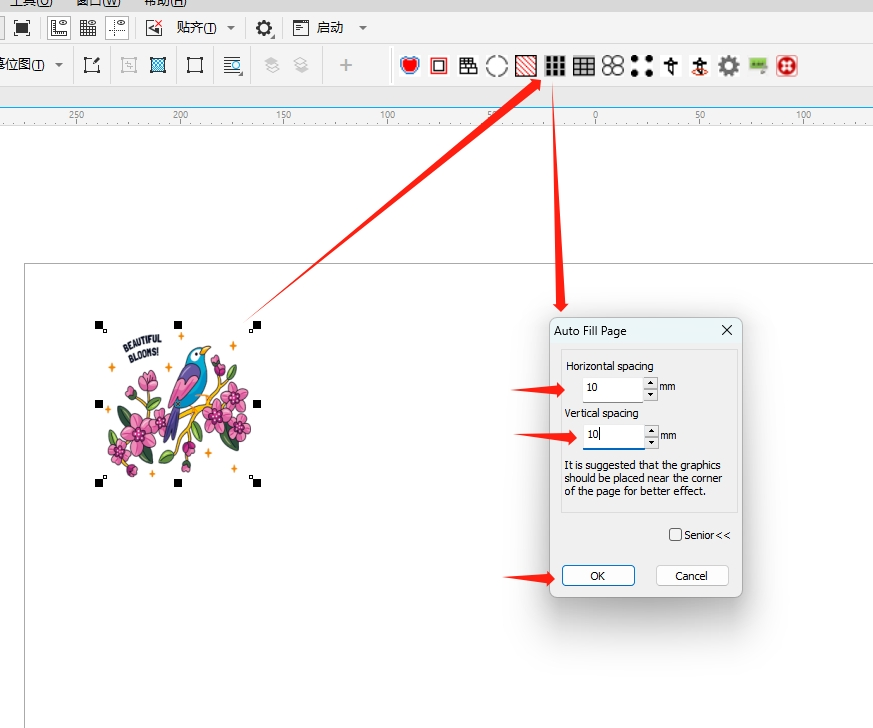 工具(O) 窗口(W) 帮助(H)
贴齐(T) 启动
位图(T)
250 200 150 100 50 0 50 100
BEAUTIFUL
BLOOMS!
Auto Fill Page
Horizontal spacing
10 mm
Vertical spacing
10 mm
It is suggested that the graphics
should be placed near the corner
of the page for better effect.
Senior<<
OK Cancel